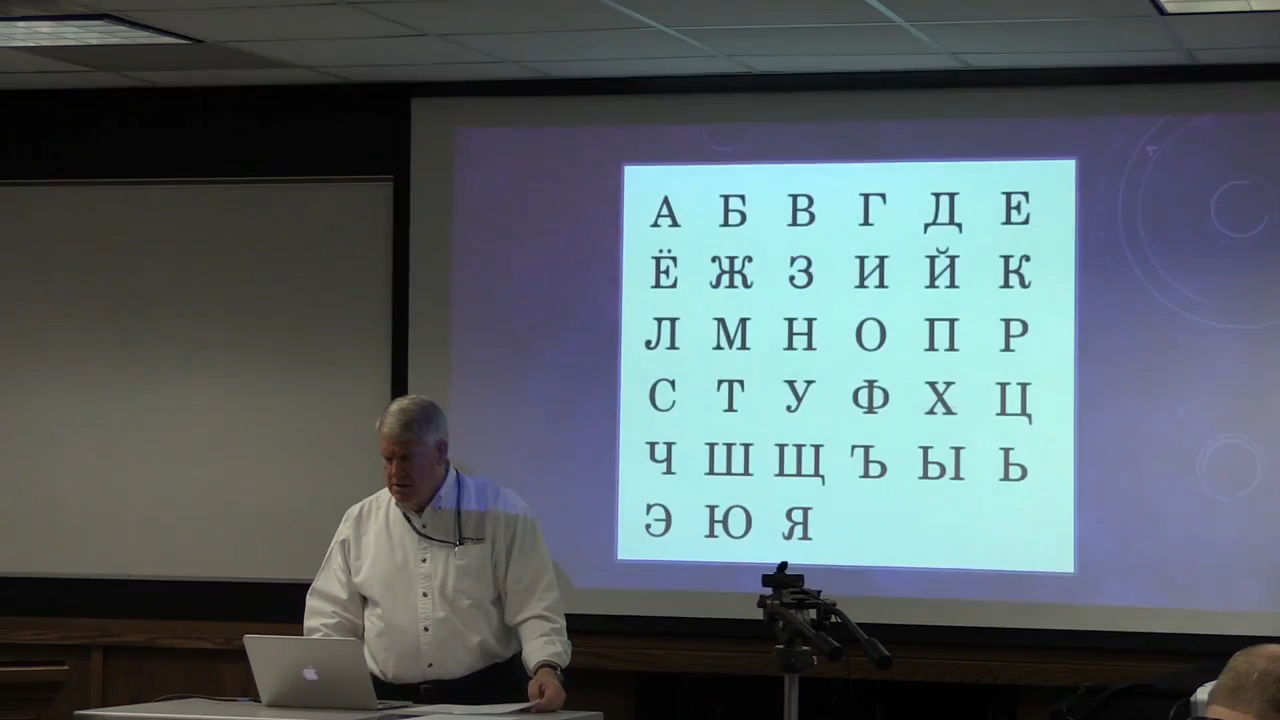 А Б В Г Д Е
Ё Ж З И Й К
Л М Н О П Р
С Т У Ф Х Ц
Ч Ш Щ Ъ Ы Ь
Э Ю Я